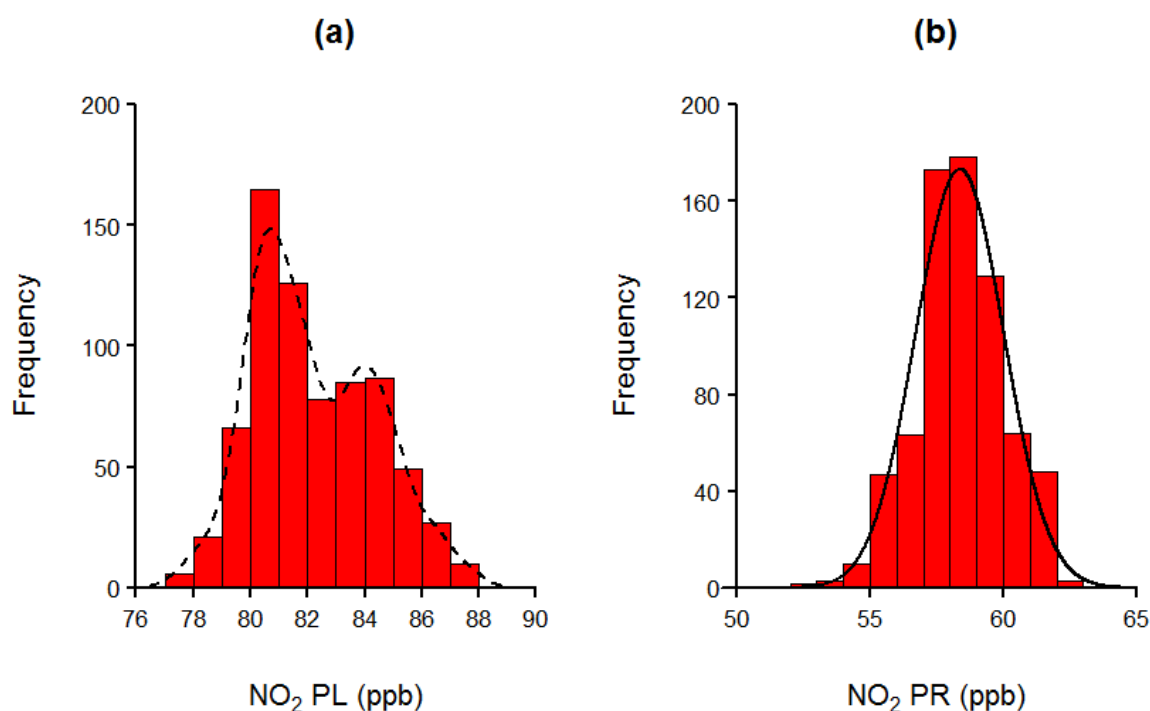 (a)
200
150
100
50
0
76 78 80 82 84 86 88 90
Frequency
NO₂ PL (ppb)
(b)
200
160
120
80
40
0
50 55 60 65
Frequency
NO₂ PR (ppb)